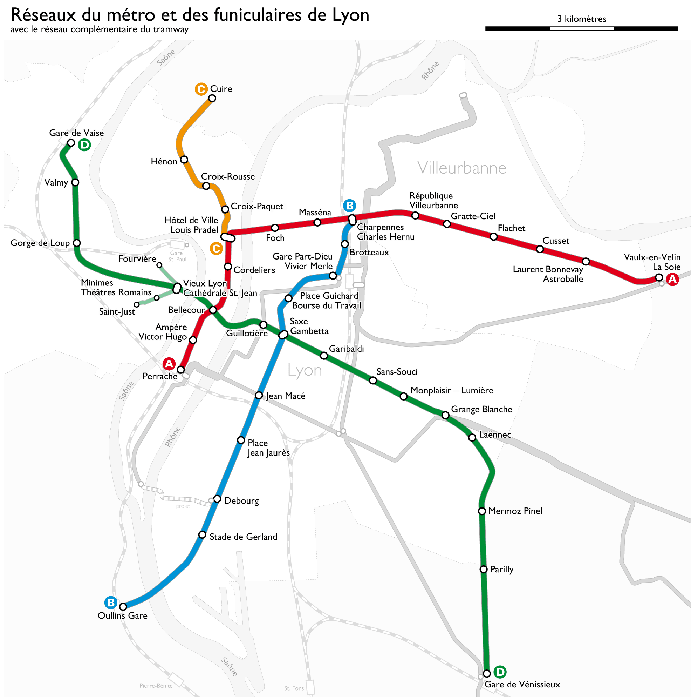 Réseaux du métro et des funiculaires de Lyon
avec le réseau complémentaire du tramway
3 kilomètres
Saône
Rhône
C
Cuire
Gare de Vaise
D
Hénon
Villeurbanne
Croix-Rousse
Valmy
Croix-Paquet
B
Masséna
République
Villeurbanne
Hôtel de Ville
Louis Pradel
Gratte-Ciel
Foch
Charpennes
Charles Hernu
Flachet
Gorge de Loup
C
Cusset
Brotteaux
Fourvière
Gare Part-Dieu
Vivier Merle
Vaulx-en-Velin
La Soie
Cordeliers
Laurent Bonnevay
Astroballe
A
Minimes
Théâtres Romains
Vieux Lyon
Cathédrale St. Jean
Place Guichard
Bourse du Travail
Saint-Just
Bellecour
Ampère
Victor Hugo
Guillotière
Saxe
Gambetta
Garibaldi
A
Perrache
Lyon
Sans-Souci
Saône
Jean Macé
Monplaisir Lumière
Grange Blanche
Rhône
Laënnec
Place
Jean Jaurès
Debourg
Mermoz Pinel
Stade de Gerland
Parilly
B
Oullins Gare
D
Gare de Vénissieux